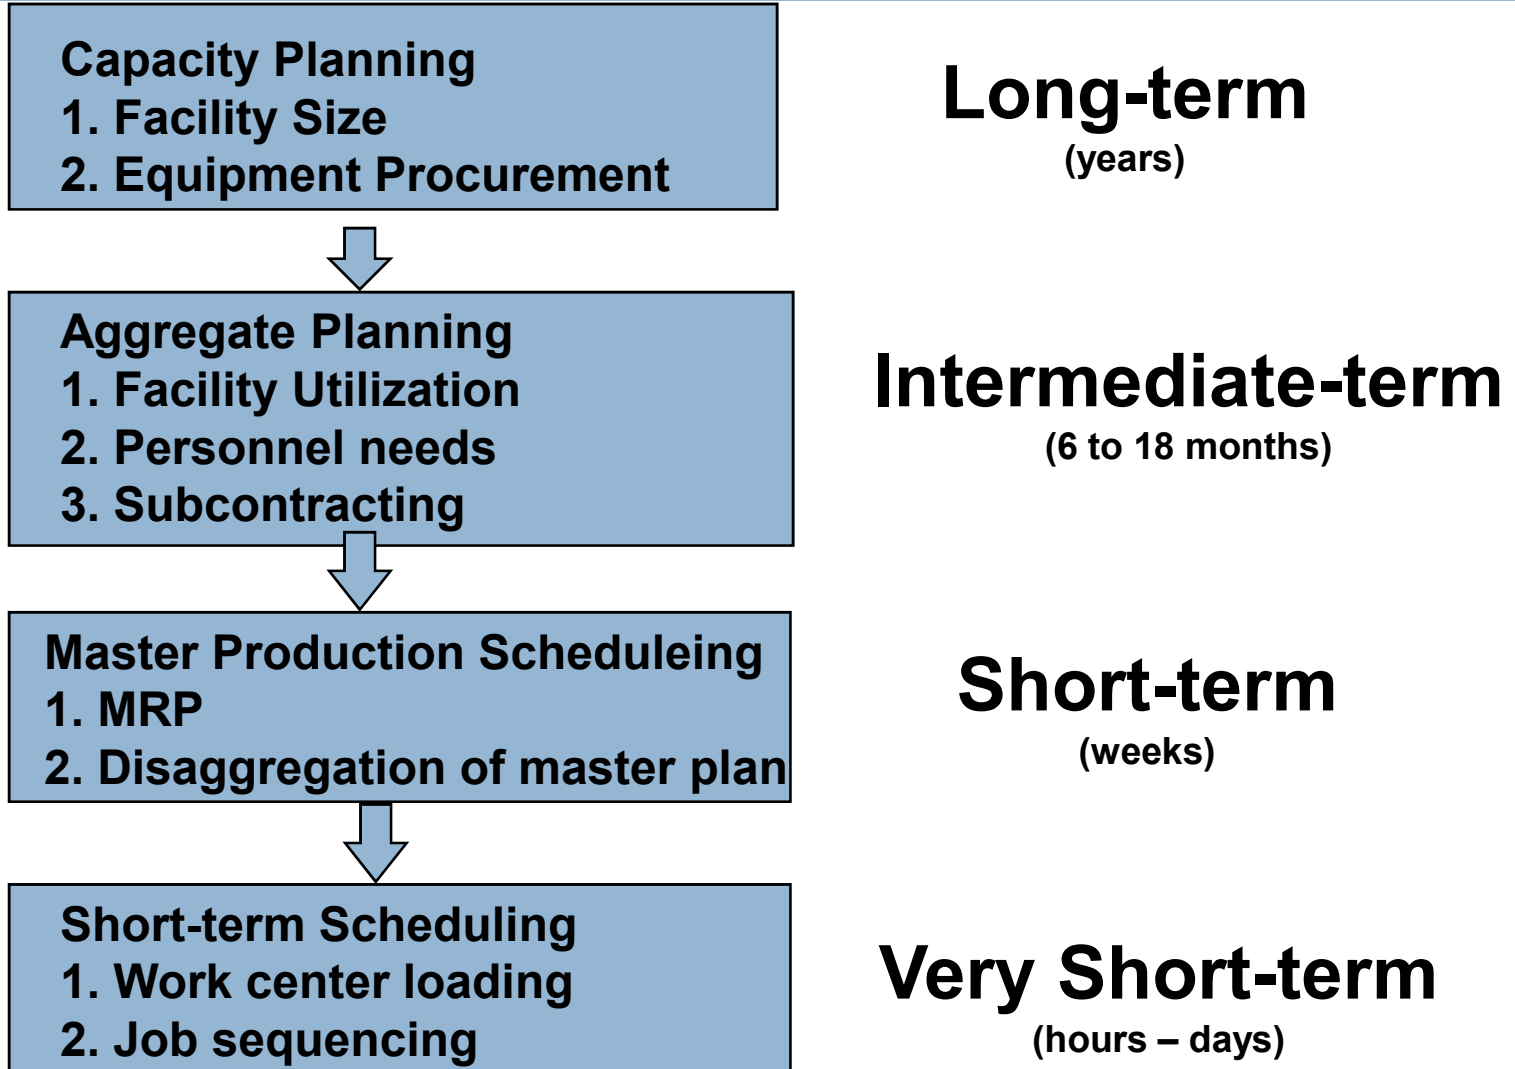 Capacity Planning
1. Facility Size
2. Equipment Procurement
Long-term
(years)
Aggregate Planning
1. Facility Utilization
2. Personnel needs
3. Subcontracting
Intermediate-term
(6 to 18 months)
Master Production Scheduleing
1. MRP
2. Disaggregation of master plan
Short-term
(weeks)
Short-term Scheduling
1. Work center loading
2. Job sequencing
Very Short-term
(hours – days)